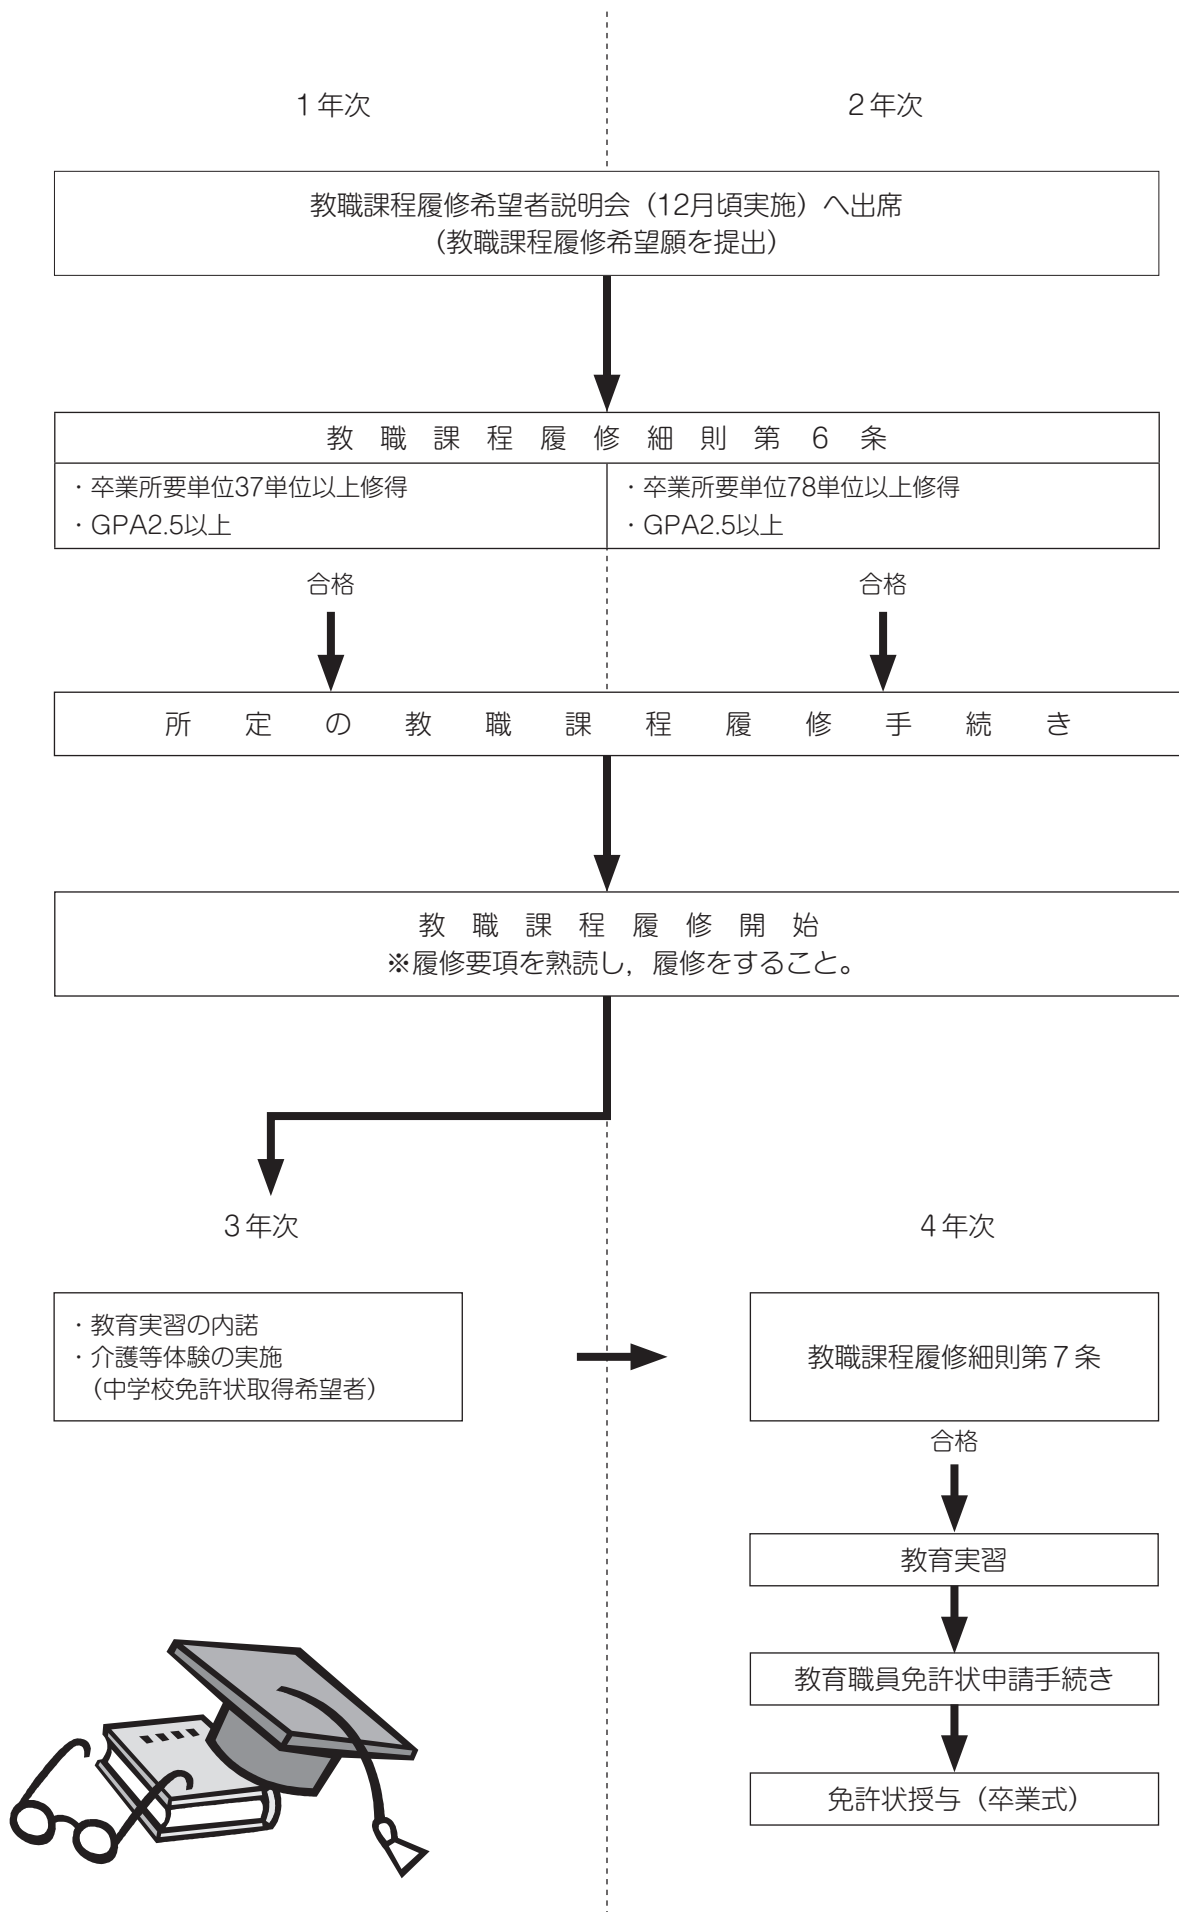 1年次
2年次
教職課程履修希望者説明会（12月頃実施）へ出席
（教職課程履修希望願を提出）
教職課程履修細則第6条
・卒業所要単位37単位以上修得
・GPA2.5以上
・卒業所要単位78単位以上修得
・GPA2.5以上
合格
合格
所定の教職課程履修手続き
教職課程履修開始
※履修要項を熟読し，履修をすること。
3年次
4年次
・教育実習の内諾
・介護等体験の実施
（中学校免許状取得希望者）
教職課程履修細則第7条
合格
教育実習
教育職員免許状申請手続き
免許状授与（卒業式）